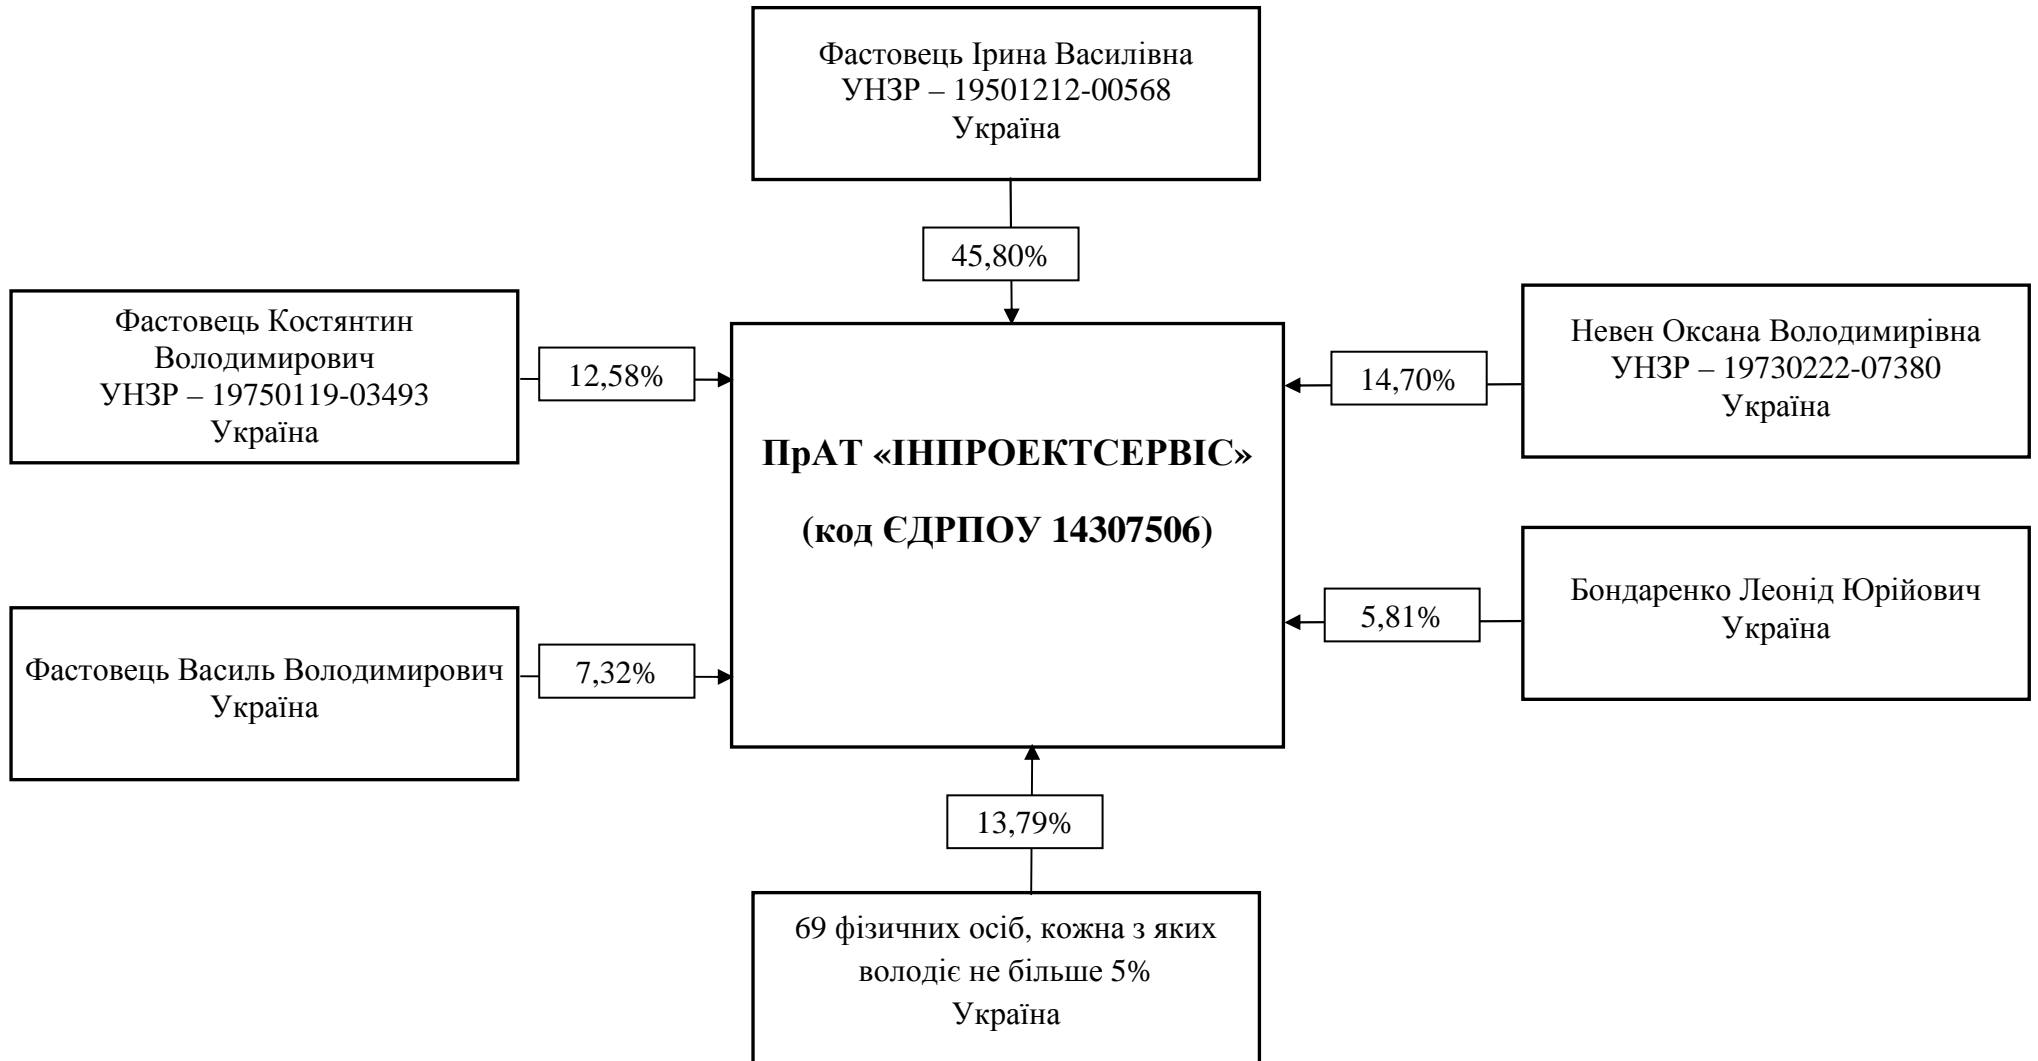 Фастовець Ірина Василівна
УНЗР – 19501212-00568
Україна
45,80%
Фастовець Костянтин
Володимирович
УНЗР – 19750119-03493
Україна
12,58%
Невен Оксана Володимирівна
УНЗР – 19730222-07380
Україна
14,70%
ПрАТ «ІНПРОЕКТСЕРВІС»
(код ЄДРПОУ 14307506)
Бондаренко Леонід Юрійович
Україна
5,81%
Фастовець Василь Володимирович
Україна
7,32%
13,79%
69 фізичних осіб, кожна з яких
володіє не більше 5%
Україна